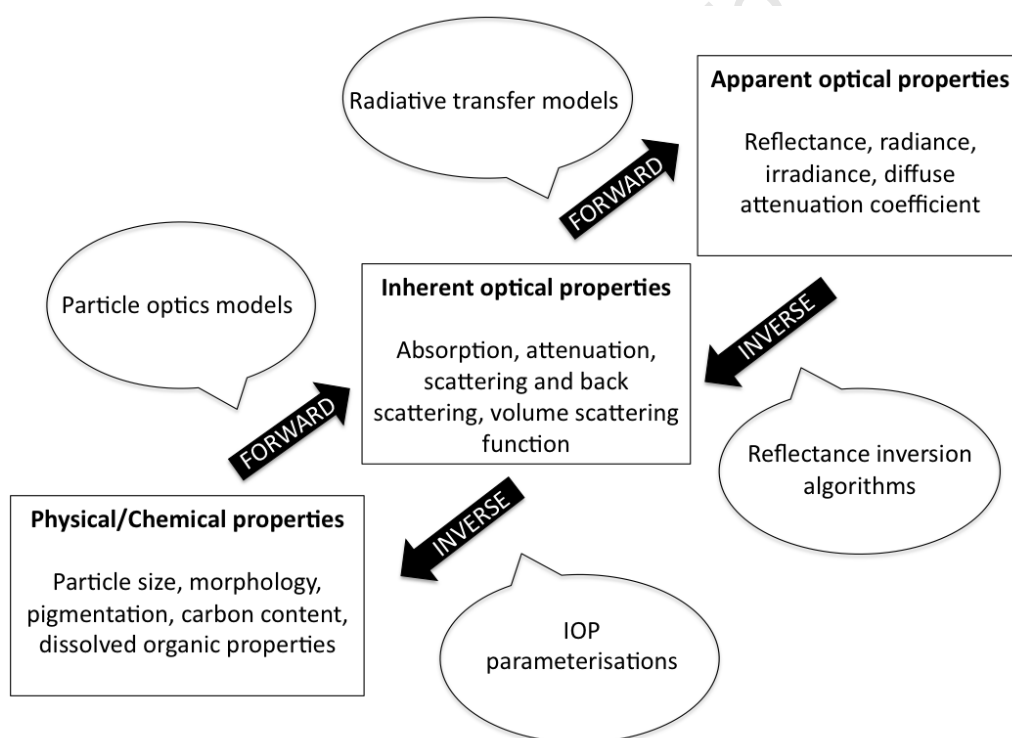 Radiative transfer models
Apparent optical properties
Reflectance, radiance,
irradiance, diffuse
attenuation coefficient
FORWARD
Particle optics models
Inherent optical properties
Absorption, attenuation,
scattering and back
scattering, volume scattering
function
INVERSE
FORWARD
Reflectance inversion
algorithms
Physical/Chemical properties
Particle size, morphology,
pigmentation, carbon content,
dissolved organic properties
INVERSE
IOP
parameterisations